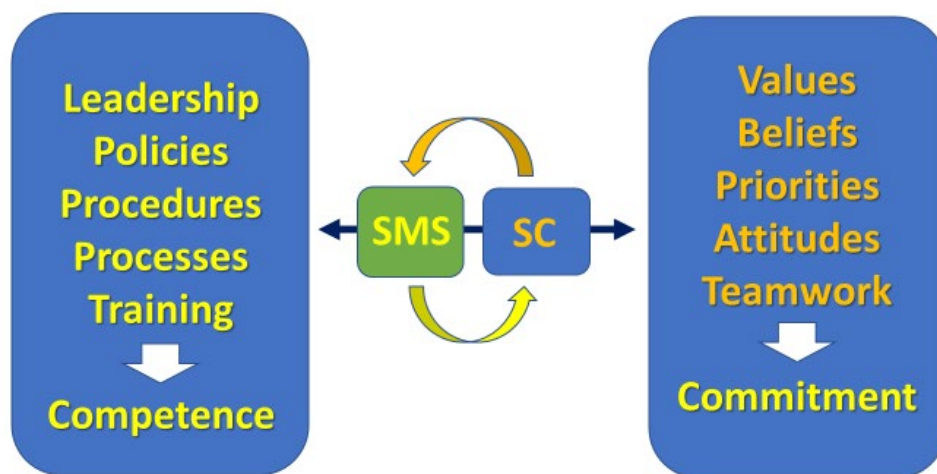 Leadership
Policies
Procedures
Processes
Training
Competence
SMS
SC
Values
Beliefs
Priorities
Attitudes
Teamwork
Commitment